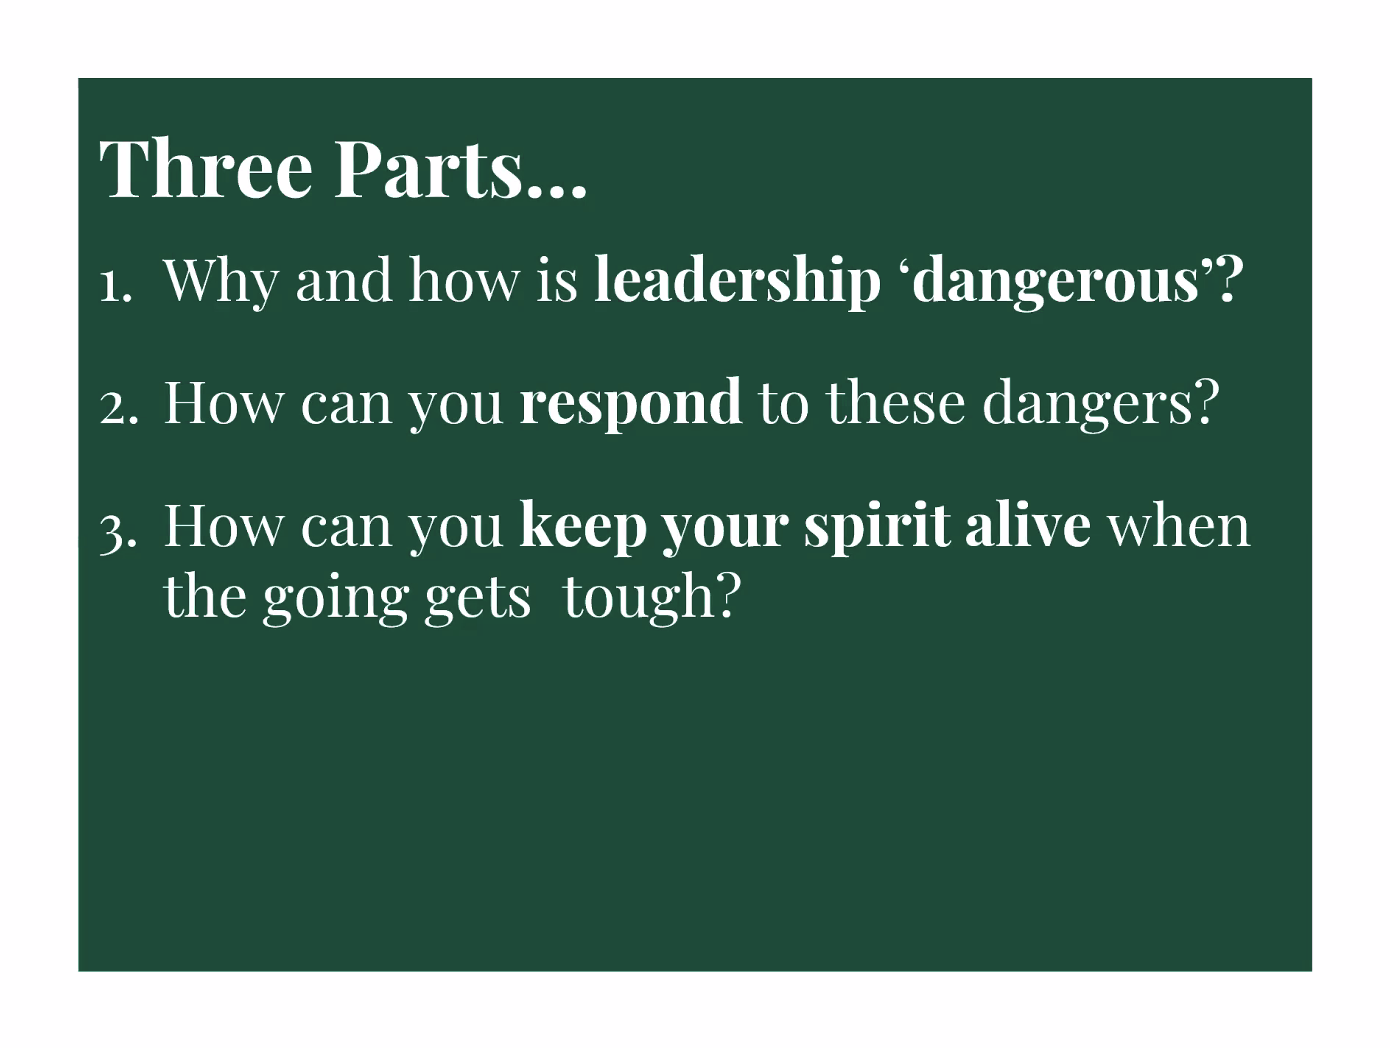 Three Parts...
1. Why and how is leadership ‘dangerous’?
2. How can you respond to these dangers?
3. How can you keep your spirit alive when
the going gets  tough?